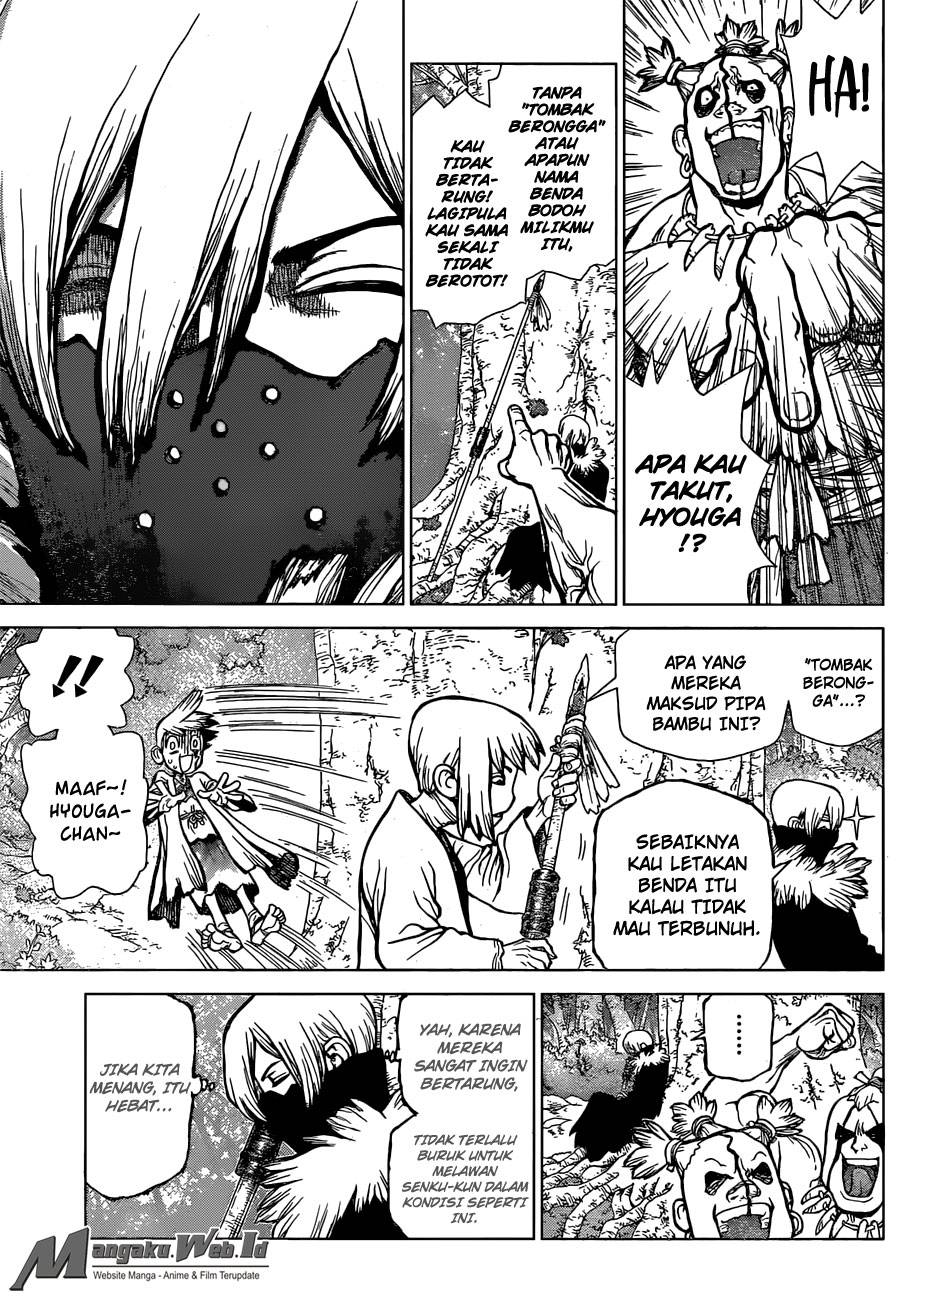 HA!
APA KAU
TAKUT,
HYOUGA
!?
TANPA
"TOMBAK
BERONGGA"
ATAU
APAPUN
NAMA
BENDA
BODOH
MILIKMU
ITU,
KAU
TIDAK
BERTA-
RUNG!
LAGIPULA
KAU SAMA
SEKALI
TIDAK
BEROTOT!
"TOMBAK
BERONG-
GA"...?
APA YANG
MEREKA
MAKSUD PIPA
BAMBU INI?
SEBAIKNYA
KAU LETAKAN
BENDA ITU
KALAU TIDAK
MAU TERBUNUH.
!!
MAAF~!
HYOUGA-
CHAN~
......
YAH, KARENA
MEREKA
SANGAT INGIN
BERTARUNG,
TIDAK TERLALU
BURUK UNTUK
MELAWAN
SENKU-KUN DALAM
KONDISI SEPERTI
INI.
JIKA KITA
MENANG, ITU
HEBAT...
Mangaku.Web.Id
Website Manga - Anime & Film Terupdate